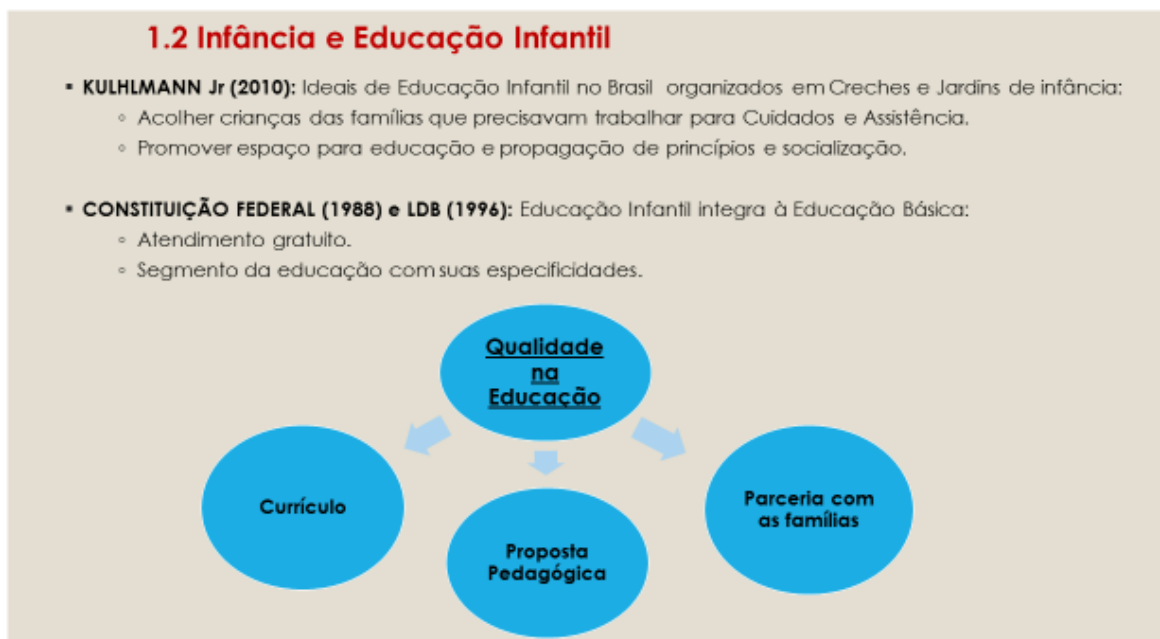 1.2 Infância e Educação Infantil
▪ KULHLMANN Jr (2010): Ideais de Educação Infantil no Brasil organizados em Creches e Jardins de infância:
◦ Acolher crianças das famílias que precisavam trabalhar para Cuidados e Assistência.
◦ Promover espaço para educação e propagação de princípios e socialização.
▪ CONSTITUIÇÃO FEDERAL (1988) e LDB (1996): Educação Infantil integra à Educação Básica:
◦ Atendimento gratuito.
◦ Segmento da educação com suas especificidades.
Qualidade
na
Educação
Currículo
Proposta
Pedagógica
Parceria com
as famílias